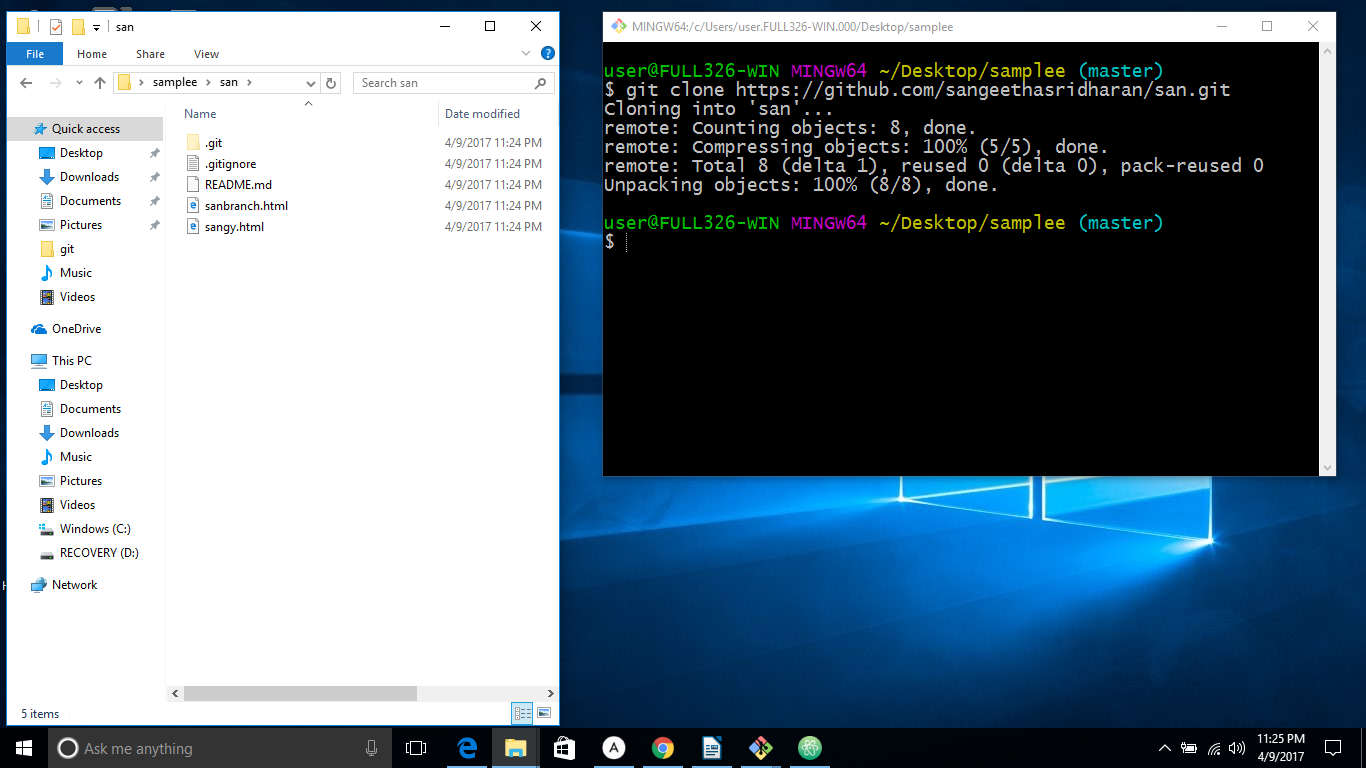 san
File Home Share View
samplee san
Search san
Name Date modified
Quick access
Desktop
Downloads
Documents
Pictures
git
Music
Videos
OneDrive
This PC
Desktop
Documents
Downloads
Music
Pictures
Videos
Windows (C:)
RECOVERY (D:)
Network
.git 4/9/2017 11:24 PM
.gitignore 4/9/2017 11:24 PM
README.md 4/9/2017 11:24 PM
sanbranch.html 4/9/2017 11:24 PM
sangy.html 4/9/2017 11:24 PM
5 items
MINGW64:/c/Users/user.FULL326-WIN.000/Desktop/samplee
user@FULL326-WIN MINGW64 ~/Desktop/samplee (master)
$ git clone https://github.com/sangeethasridharan/san.git
Cloning into 'san'...
remote: Counting objects: 8, done.
remote: Compressing objects: 100% (5/5), done.
remote: Total 8 (delta 1), reused 0 (delta 0), pack-reused 0
Unpacking objects: 100% (8/8), done.
user@FULL326-WIN MINGW64 ~/Desktop/samplee (master)
$
Ask me anything
A
11:25 PM
4/9/2017